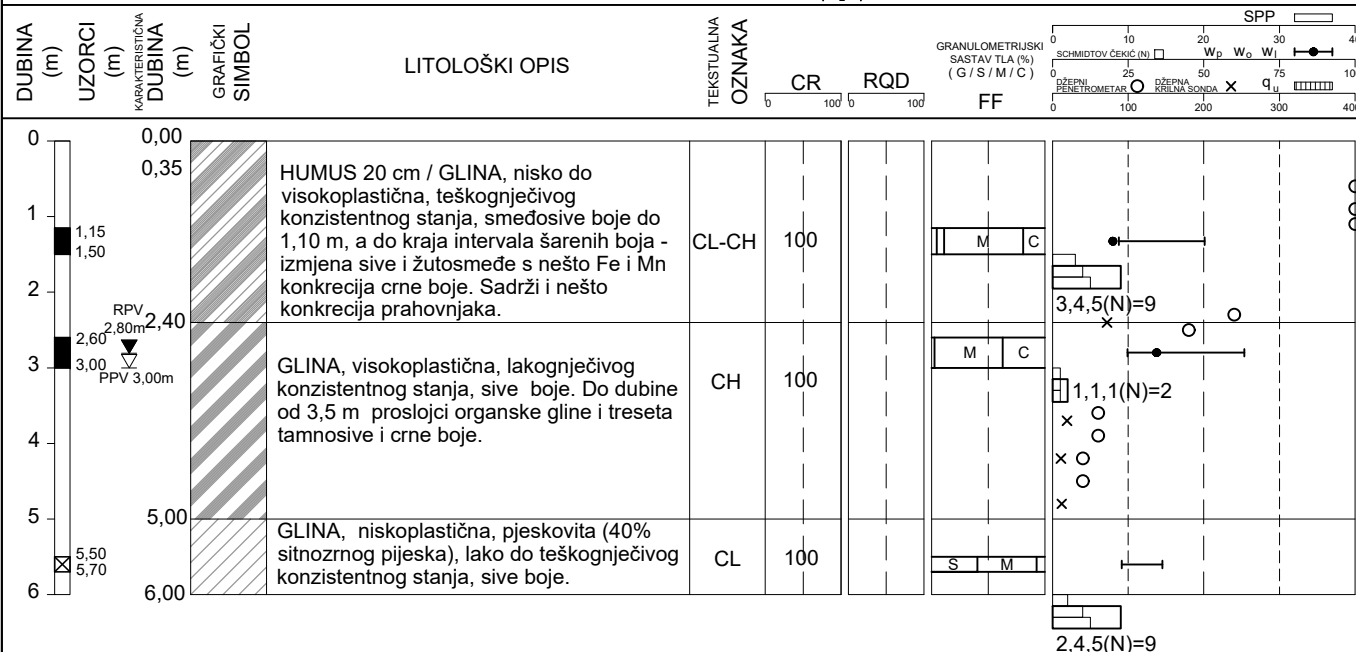 DUBINA (m)
UZORCI (m)
KARAKTERISTIČNA DUBINA (m)
GRAFIČKI SIMBOL
LITOLOŠKI OPIS
TEKSTUALNA OZNAKA
CR
0 100
RQD
0 100
GRANULOMETRIJSKI
SASTAV TLA (%)
( G / S / M / C )
FF
SPP
0 10 20 30 40
SCHMIDTOV ČEKIĆ (N) Wp Wo Wl
0 25 50 75 100
DŽEPNI PENETROMETAR DŽEPNA KRILNA SONDA qu
0 100 200 300 400
0
1
2
3
4
5
6
1,15
1,50
2,60
3,00
5,50
5,70
RPV
2,80m
PPV 3,00m
0,00
0,35
2,40
5,00
6,00
HUMUS 20 cm / GLINA, nisko do
visokoplastična, teškognječivog
konzistentnog stanja, smeđosive boje do
1,10 m, a do kraja intervala šarenih boja -
izmjena sive i žutosmeđe s nešto Fe i Mn
konkrecija crne boje. Sadrži i nešto
konkrecija prahovnjaka.
CL-CH
100
M C
3,4,5(N)=9
GLINA, visokoplastična, lakognječivog
konzistentnog stanja, sive boje. Do dubine
od 3,5 m proslojci organske gline i treseta
tamnosive i crne boje.
CH
100
M C
1,1,1(N)=2
GLINA, niskoplastična, pjeskovita (40%
sitnozrnog pijeska), lako do teškognječivog
konzistentnog stanja, sive boje.
CL
100
S M
2,4,5(N)=9